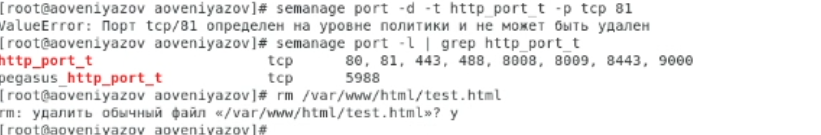 [root@aoveniyazov aoveniyazov]# semanage port -d -t http_port_t -p tcp 81
ValueError: Порт tcp/81 определен на уровне политики и не может быть удален
[root@aoveniyazov aoveniyazov]# semanage port -l | grep http_port_t
http_port_t tcp 80, 81, 443, 488, 8008, 8009, 8443, 9000
pegasus_http_port_t tcp 5988
[root@aoveniyazov aoveniyazov]# rm /var/www/html/test.html
rm: удалить обычный файл «/var/www/html/test.html»? y
[root@aoveniyazov aoveniyazov]#